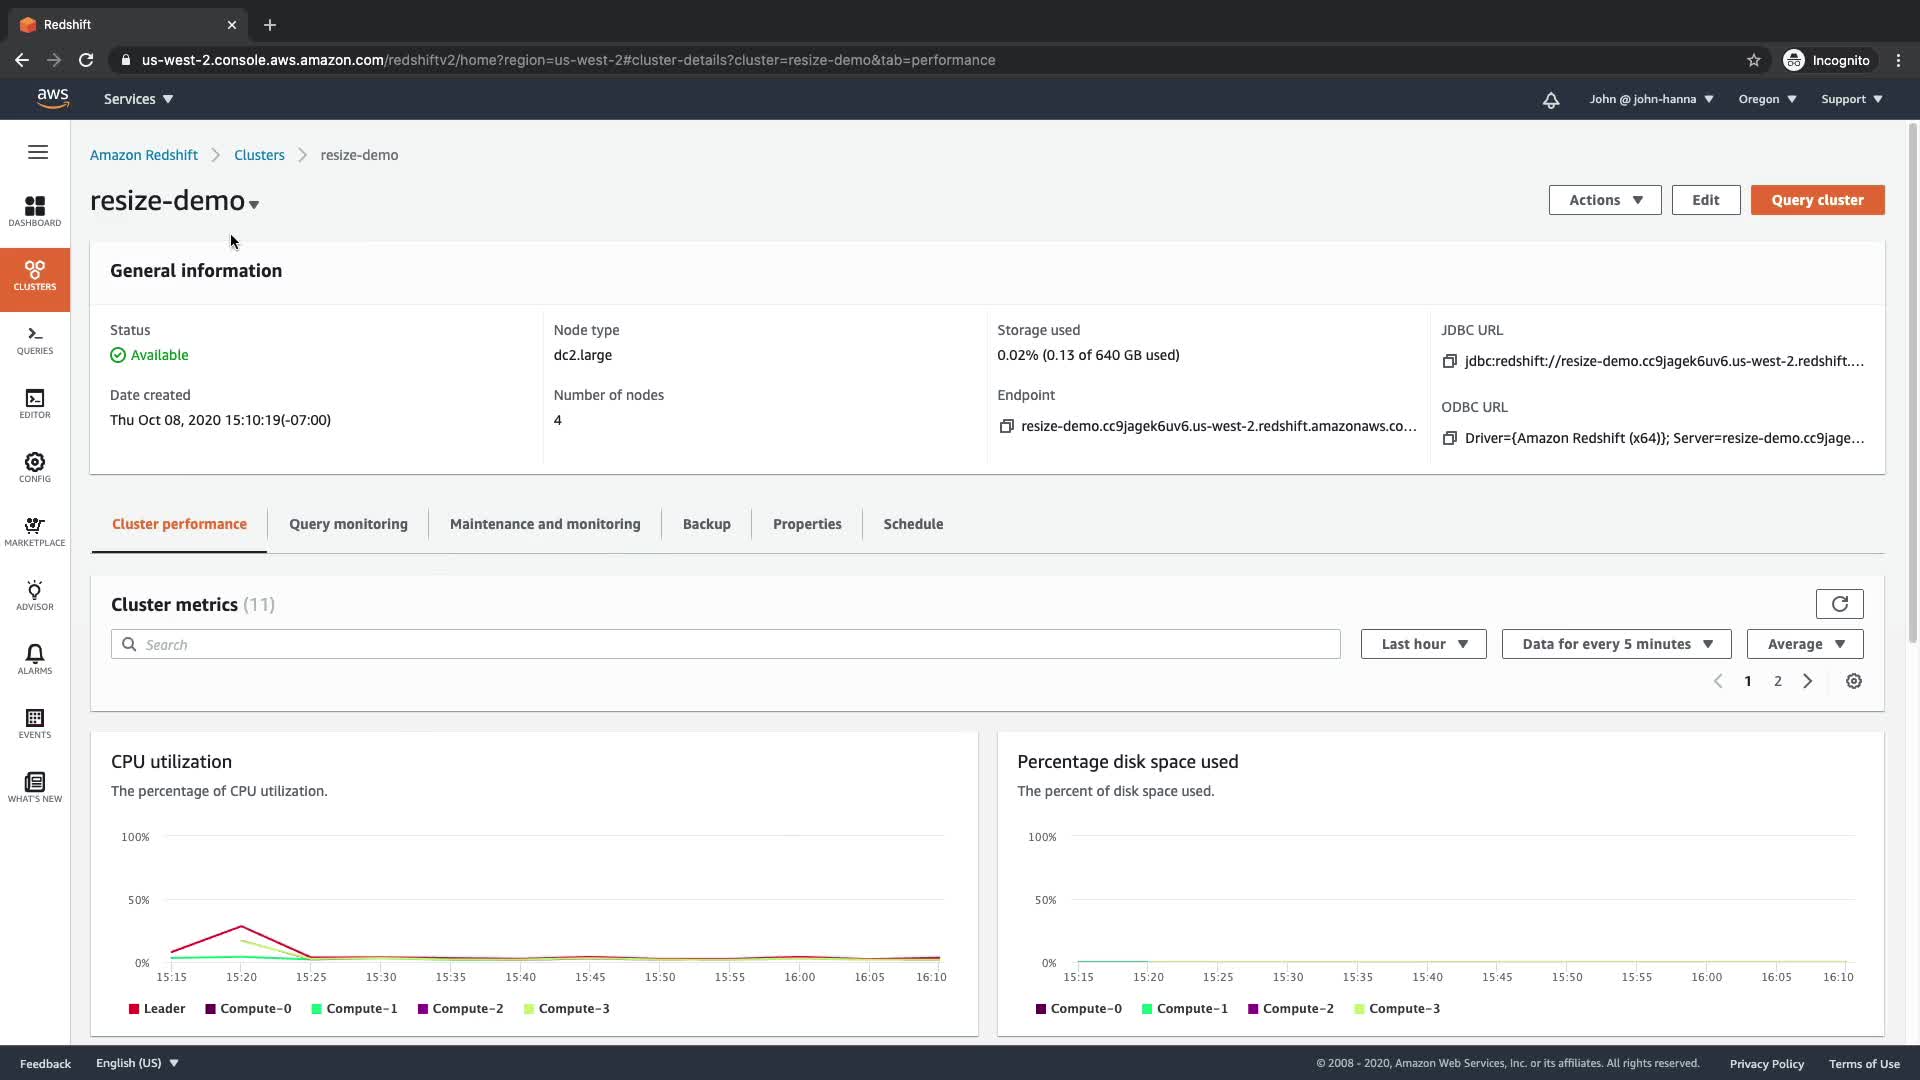 Redshift
us-west-2.console.aws.amazon.com/redshiftv2/home?region=us-west-2#cluster-details?cluster=resize-demo&tab=performance
Incognito
aws
Services
John @ john-hanna
Oregon
Support
Amazon Redshift
Clusters
resize-demo
resize-demo
Actions
Edit
Query cluster
DASHBOARD
CLUSTERS
QUERIES
EDITOR
CONFIG
MARKETPLACE
ADVISOR
ALARMS
EVENTS
WHAT'S NEW
General information
Status
Available
Date created
Thu Oct 08, 2020 15:10:19(-07:00)
Node type
dc2.large
Number of nodes
4
Storage used
0.02% (0.13 of 640 GB used)
Endpoint
resize-demo.cc9jagek6uv6.us-west-2.redshift.amazonaws.co...
JDBC URL
jdbc:redshift://resize-demo.cc9jagek6uv6.us-west-2.redshift....
ODBC URL
Driver={Amazon Redshift (x64)}; Server=resize-demo.cc9jage...
Cluster performance
Query monitoring
Maintenance and monitoring
Backup
Properties
Schedule
Cluster metrics (11)
Search
Last hour
Data for every 5 minutes
Average
1
2
CPU utilization
The percentage of CPU utilization.
100%
50%
0%
15:15 15:20 15:25 15:30 15:35 15:40 15:45 15:50 15:55 16:00 16:05 16:10
Leader Compute-0 Compute-1 Compute-2 Compute-3
Percentage disk space used
The percent of disk space used.
100%
50%
0%
15:15 15:20 15:25 15:30 15:35 15:40 15:45 15:50 15:55 16:00 16:05 16:10
Compute-0 Compute-1 Compute-2 Compute-3
Feedback
English (US)
© 2008 - 2020, Amazon Web Services, Inc. or its affiliates. All rights reserved.
Privacy Policy
Terms of Use